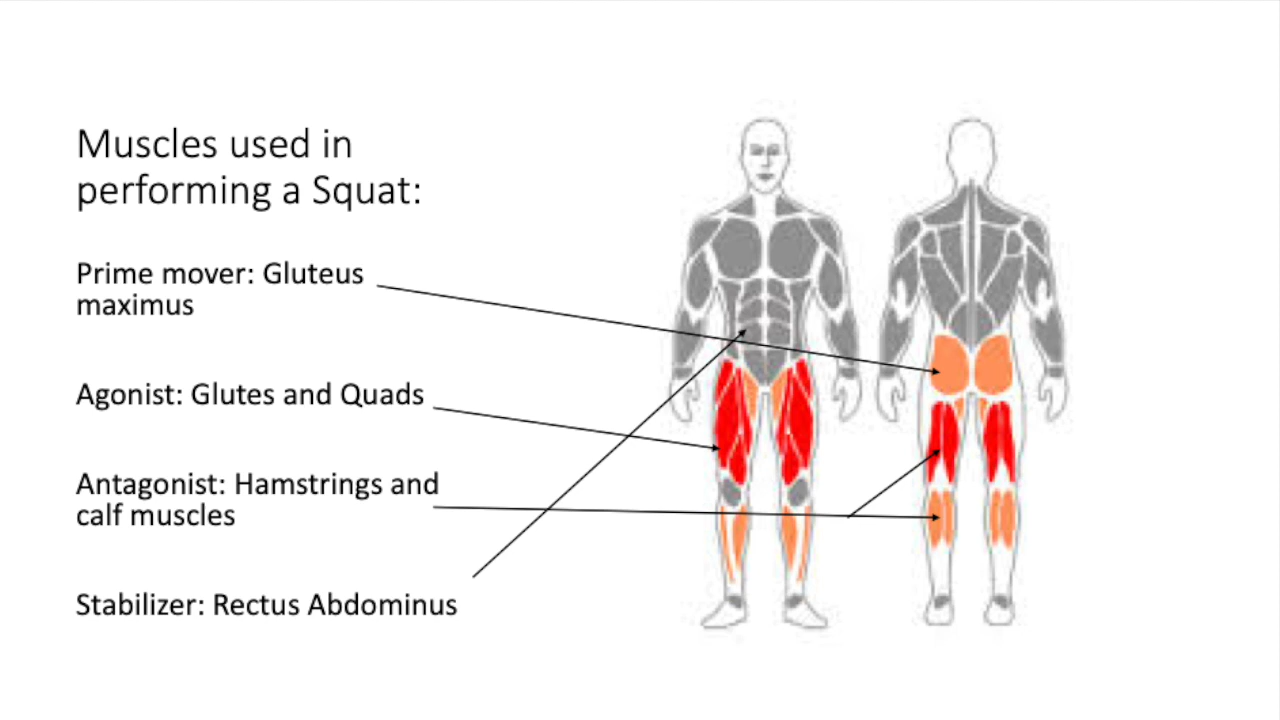 Muscles used in
performing a Squat:
Prime mover: Gluteus
maximus
Agonist: Glutes and Quads
Antagonist: Hamstrings and
calf muscles
Stabilizer: Rectus Abdominus